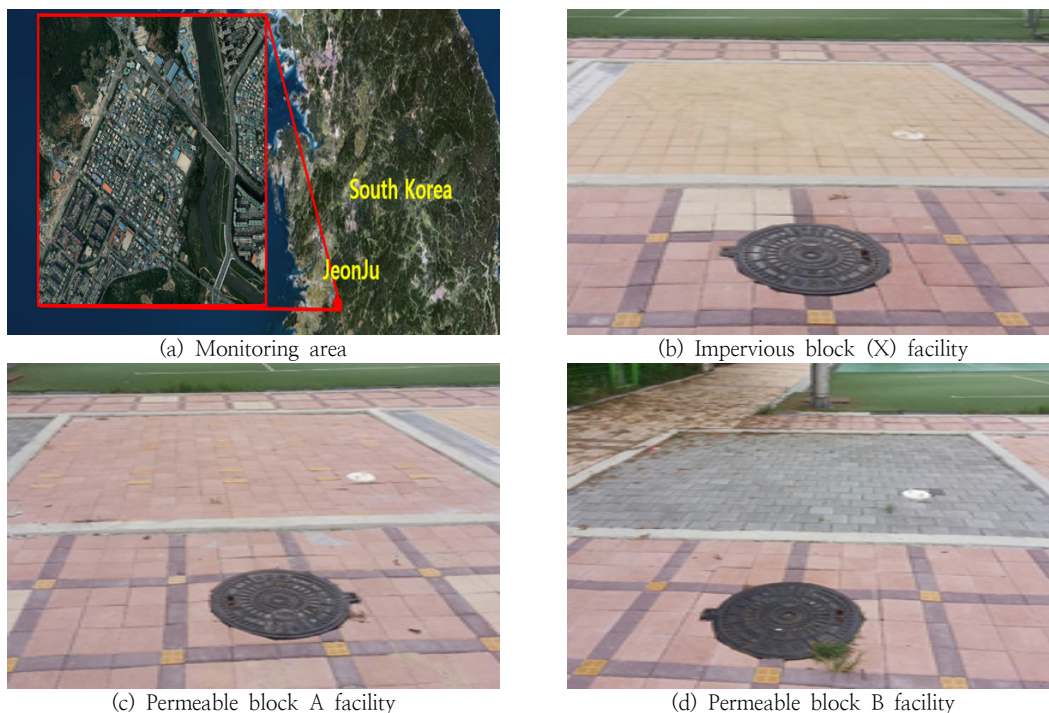 South Korea
JeonJu
(a) Monitoring area
(b) Impervious block (X) facility
(c) Permeable block A facility
(d) Permeable block B facility